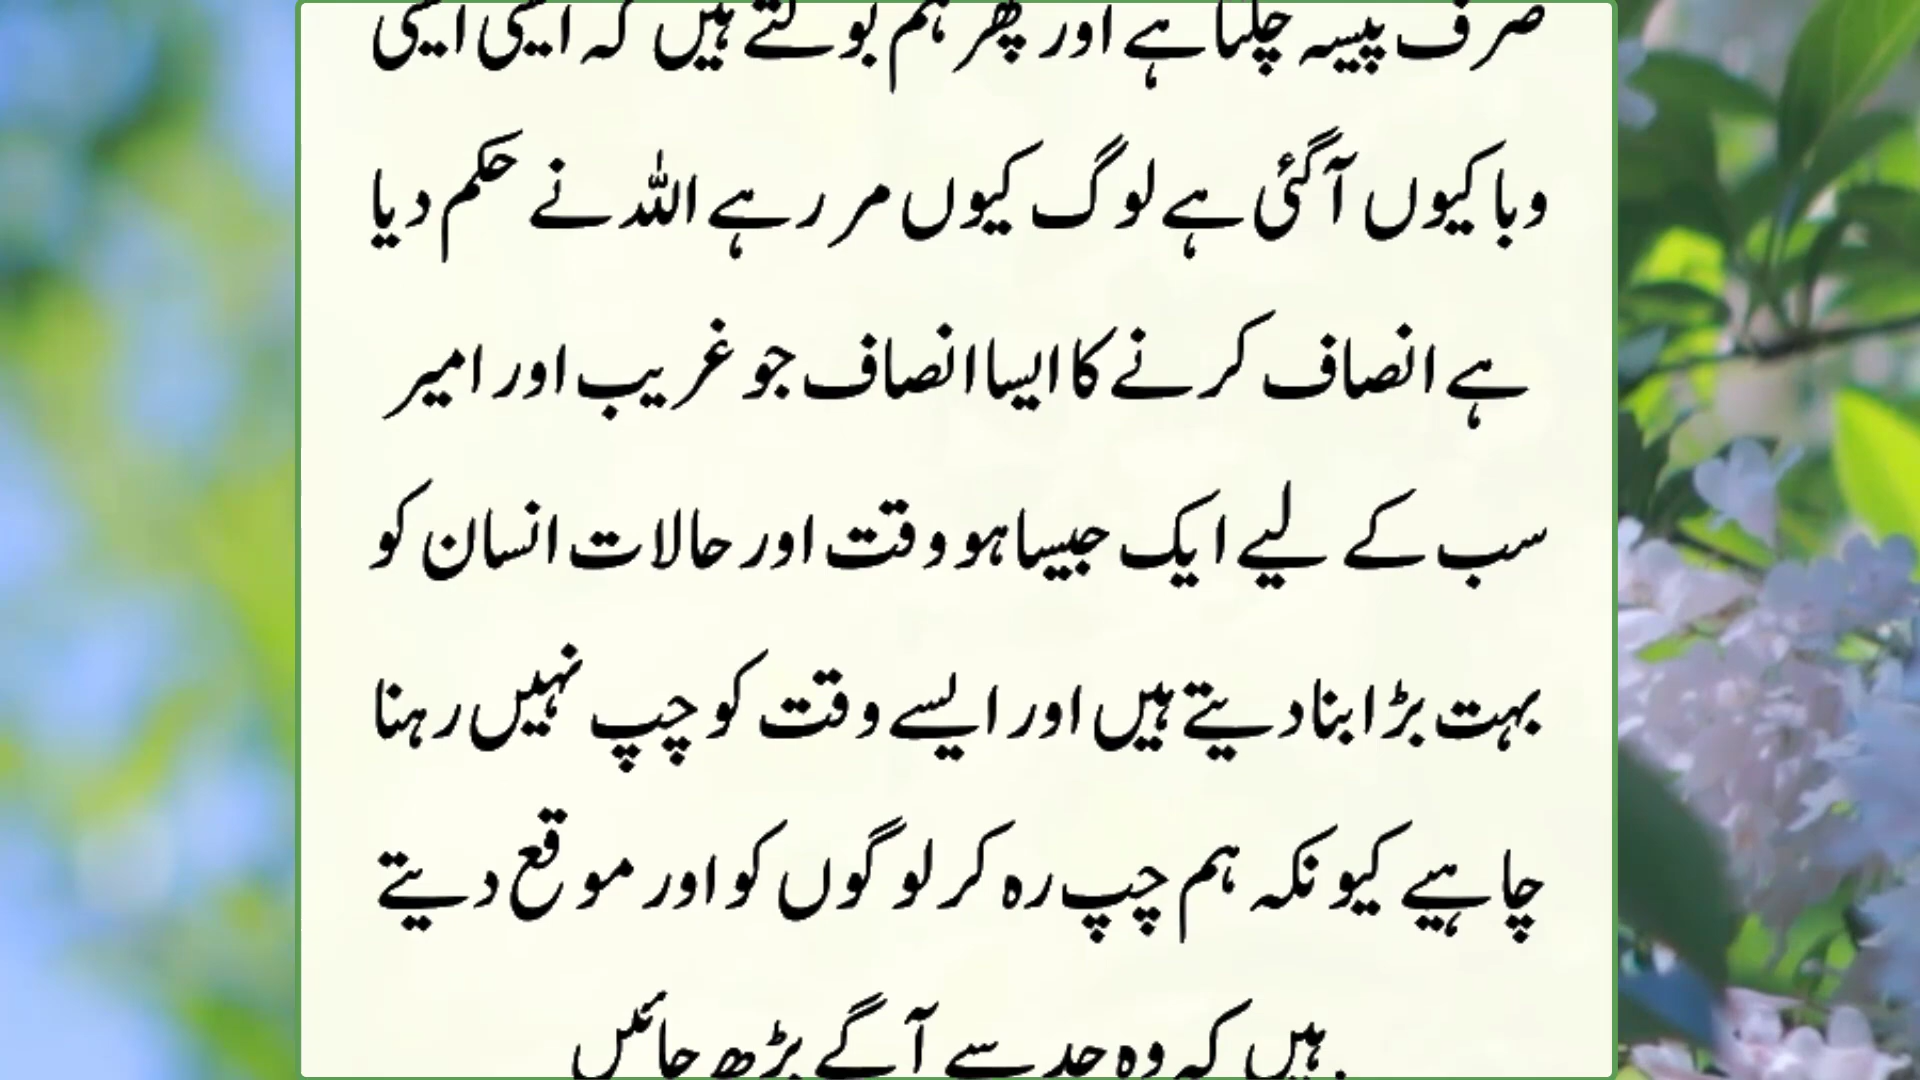 صرف پیسہ چلتا ہے اور پھر ہم بولتے ہیں کہ ایسی ایسی
وبا کیوں آگئی ہے لوگ کیوں مر رہے اللہ نے حکم دیا
ہے انصاف کرنے کا ایسا انصاف جو غریب اور امیر
سب کے لیے ایک جیسا ہو وقت اور حالات انسان کو
بہت بڑا بنا دیتے ہیں اور ایسے وقت کو چپ نہیں رہنا
چاہیے کیونکہ ہم چپ رہ کر لوگوں کو اور موقع دیتے
ہیں کہ وہ حد سے آگے بڑھ جائیں.